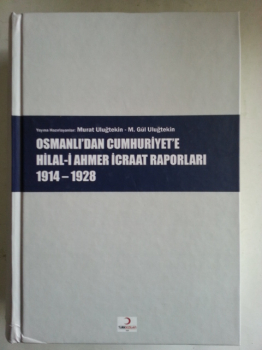 Yayına Hazırlayanlar: Murat Uluğtekin - M. Gül Uluğtekin
OSMANLI'DAN CUMHURİYET'E
HİLAL-İ AHMER İCRAAT RAPORLARI
1914 – 1928